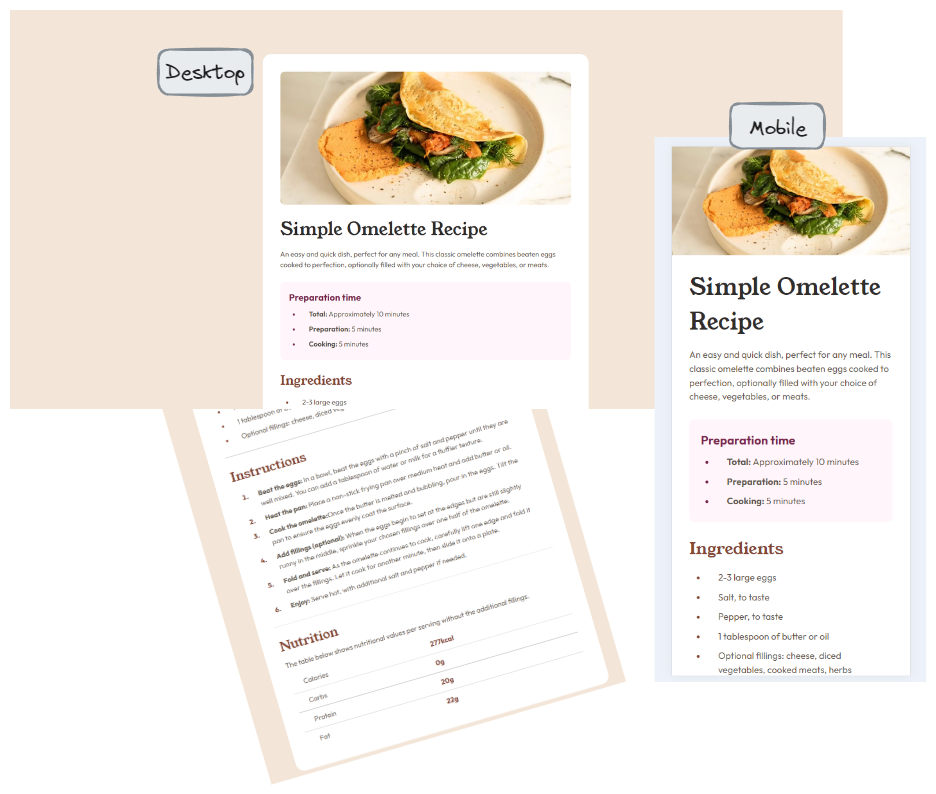 Desktop
Simple Omelette Recipe
An easy and quick dish, perfect for any meal. This classic omelette combines beaten eggs
cooked to perfection, optionally filled with your choice of cheese, vegetables, or meats.
Preparation time
Total: Approximately 10 minutes
Preparation: 5 minutes
Cooking: 5 minutes
Ingredients
2-3 large eggs
1 tablespoon of
Optional fillings: cheese, diced
Instructions
1. Beat the eggs: In a bowl, beat the eggs with a pinch of salt and pepper until they are
well mixed. You can add a tablespoon of water or milk for a fluffier texture.
2. Heat the pan: Place a non-stick frying pan over medium heat and add butter or oil.
3. Cook the omelette: Once the butter is melted and bubbling, pour in the eggs. Tilt the
pan to ensure the eggs evenly coat the surface.
4. Add fillings (optional): When the eggs begin to set at the edges but are still slightly
runny in the middle, sprinkle your chosen fillings over one half of the omelette.
5. Fold and serve: As the omelette continues to cook, carefully lift one edge and fold it
over the fillings. Let it cook for another minute, then slide it onto a plate.
6. Enjoy: Serve hot, with additional salt and pepper if needed.
Nutrition
The table below shows nutritional values per serving without the additional fillings.
Calories 277kcal
Carbs 0g
Protein 20g
Fat 22g
Mobile
Simple Omelette
Recipe
An easy and quick dish, perfect for any meal. This
classic omelette combines beaten eggs cooked to
perfection, optionally filled with your choice of
cheese, vegetables, or meats.
Preparation time
Total: Approximately 10 minutes
Preparation: 5 minutes
Cooking: 5 minutes
Ingredients
2-3 large eggs
Salt, to taste
Pepper, to taste
1 tablespoon of butter or oil
Optional fillings: cheese, diced
vegetables, cooked meats, herbs